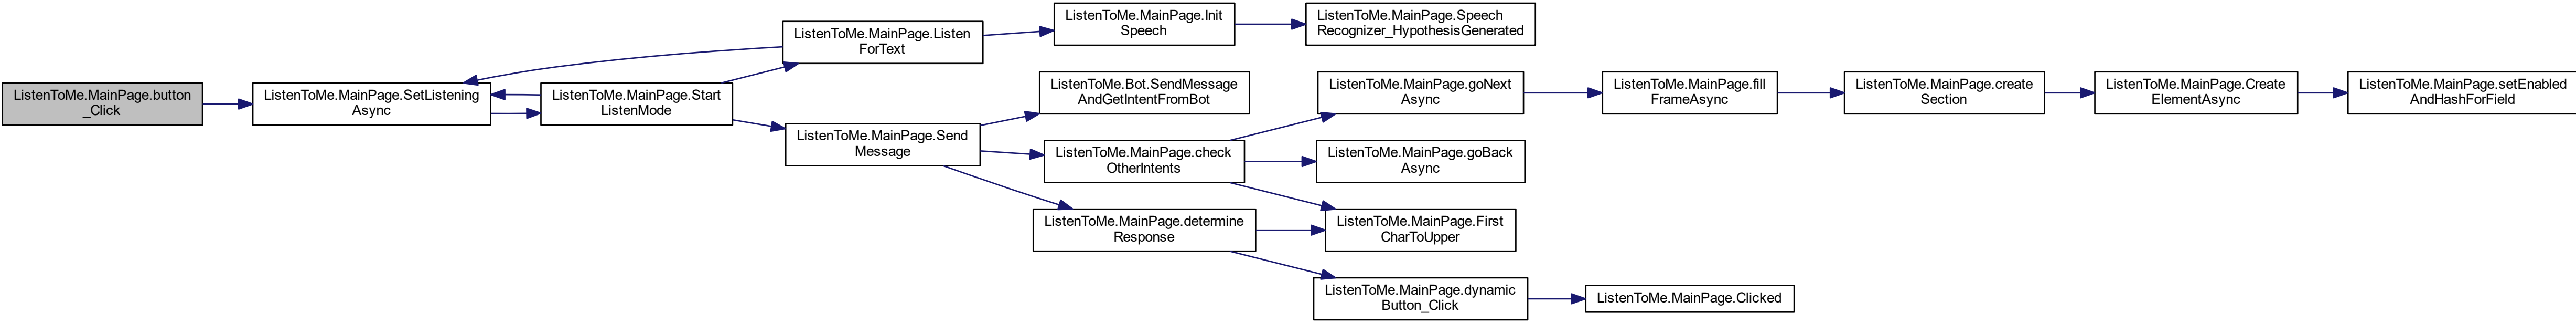 ListenToMe.MainPage.button
_Click
ListenToMe.MainPage.SetListening
Async
ListenToMe.MainPage.Start
ListenMode
ListenToMe.MainPage.Listen
ForText
ListenToMe.MainPage.Send
Message
ListenToMe.MainPage.Init
Speech
ListenToMe.Bot.SendMessage
AndGetIntentFromBot
ListenToMe.MainPage.check
OtherIntents
ListenToMe.MainPage.determine
Response
ListenToMe.MainPage.Speech
Recognizer_HypothesisGenerated
ListenToMe.MainPage.goNext
Async
ListenToMe.MainPage.goBack
Async
ListenToMe.MainPage.First
CharToUpper
ListenToMe.MainPage.dynamic
Button_Click
ListenToMe.MainPage.fill
FrameAsync
ListenToMe.MainPage.Clicked
ListenToMe.MainPage.create
Section
ListenToMe.MainPage.Create
ElementAsync
ListenToMe.MainPage.setEnabled
AndHashForField